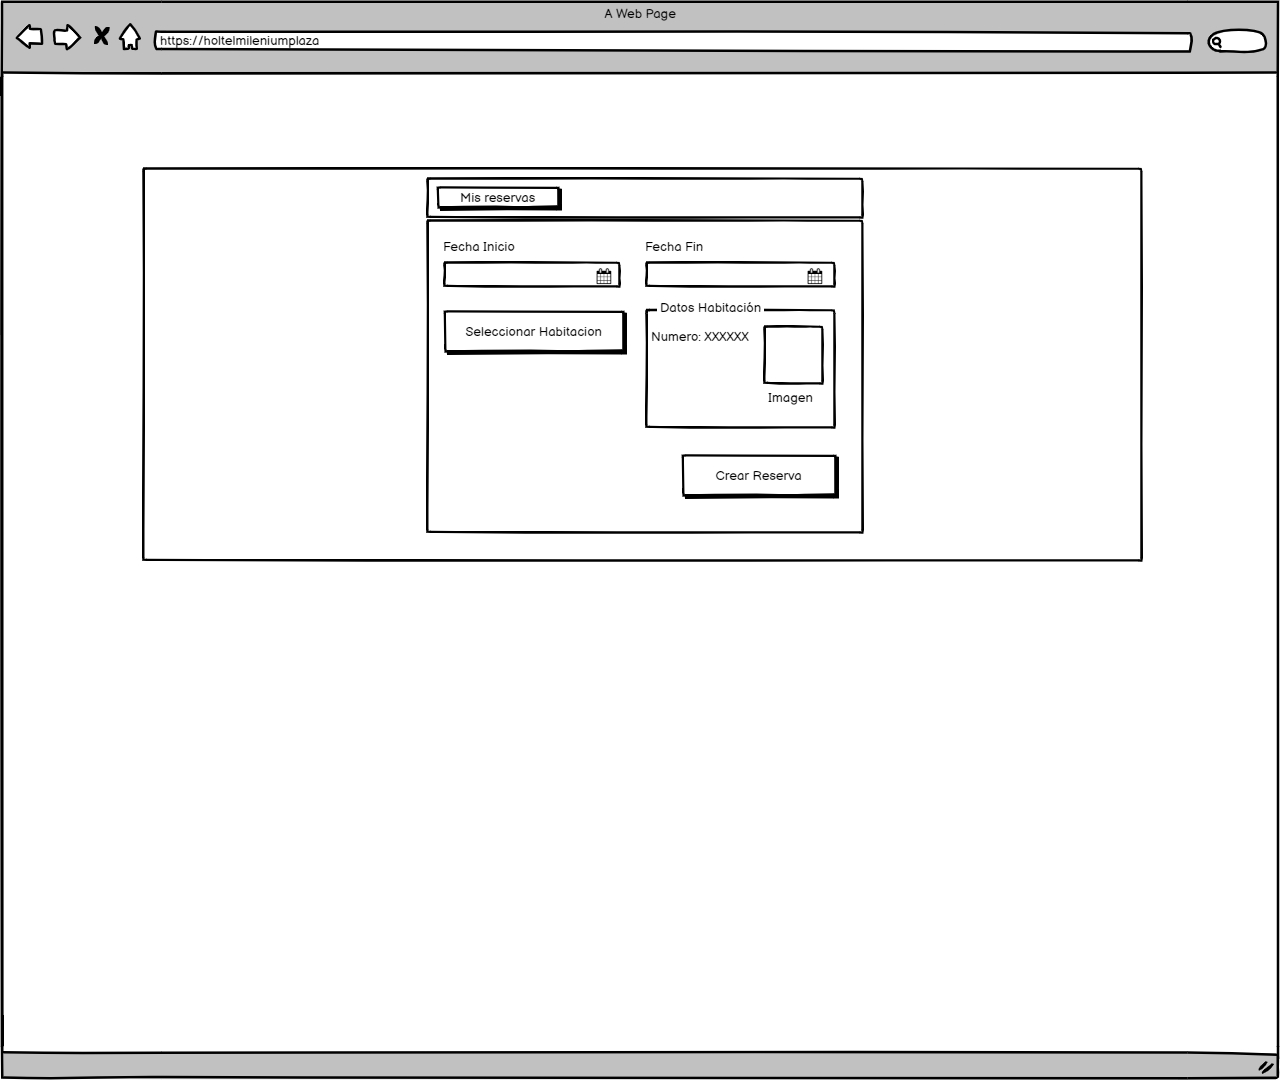 A Web Page
https://holtelmileniumplaza
Mis reservas
Fecha Inicio
Fecha Fin
Seleccionar Habitacion
Datos Habitación
Numero: XXXXXX
Imagen
Crear Reserva